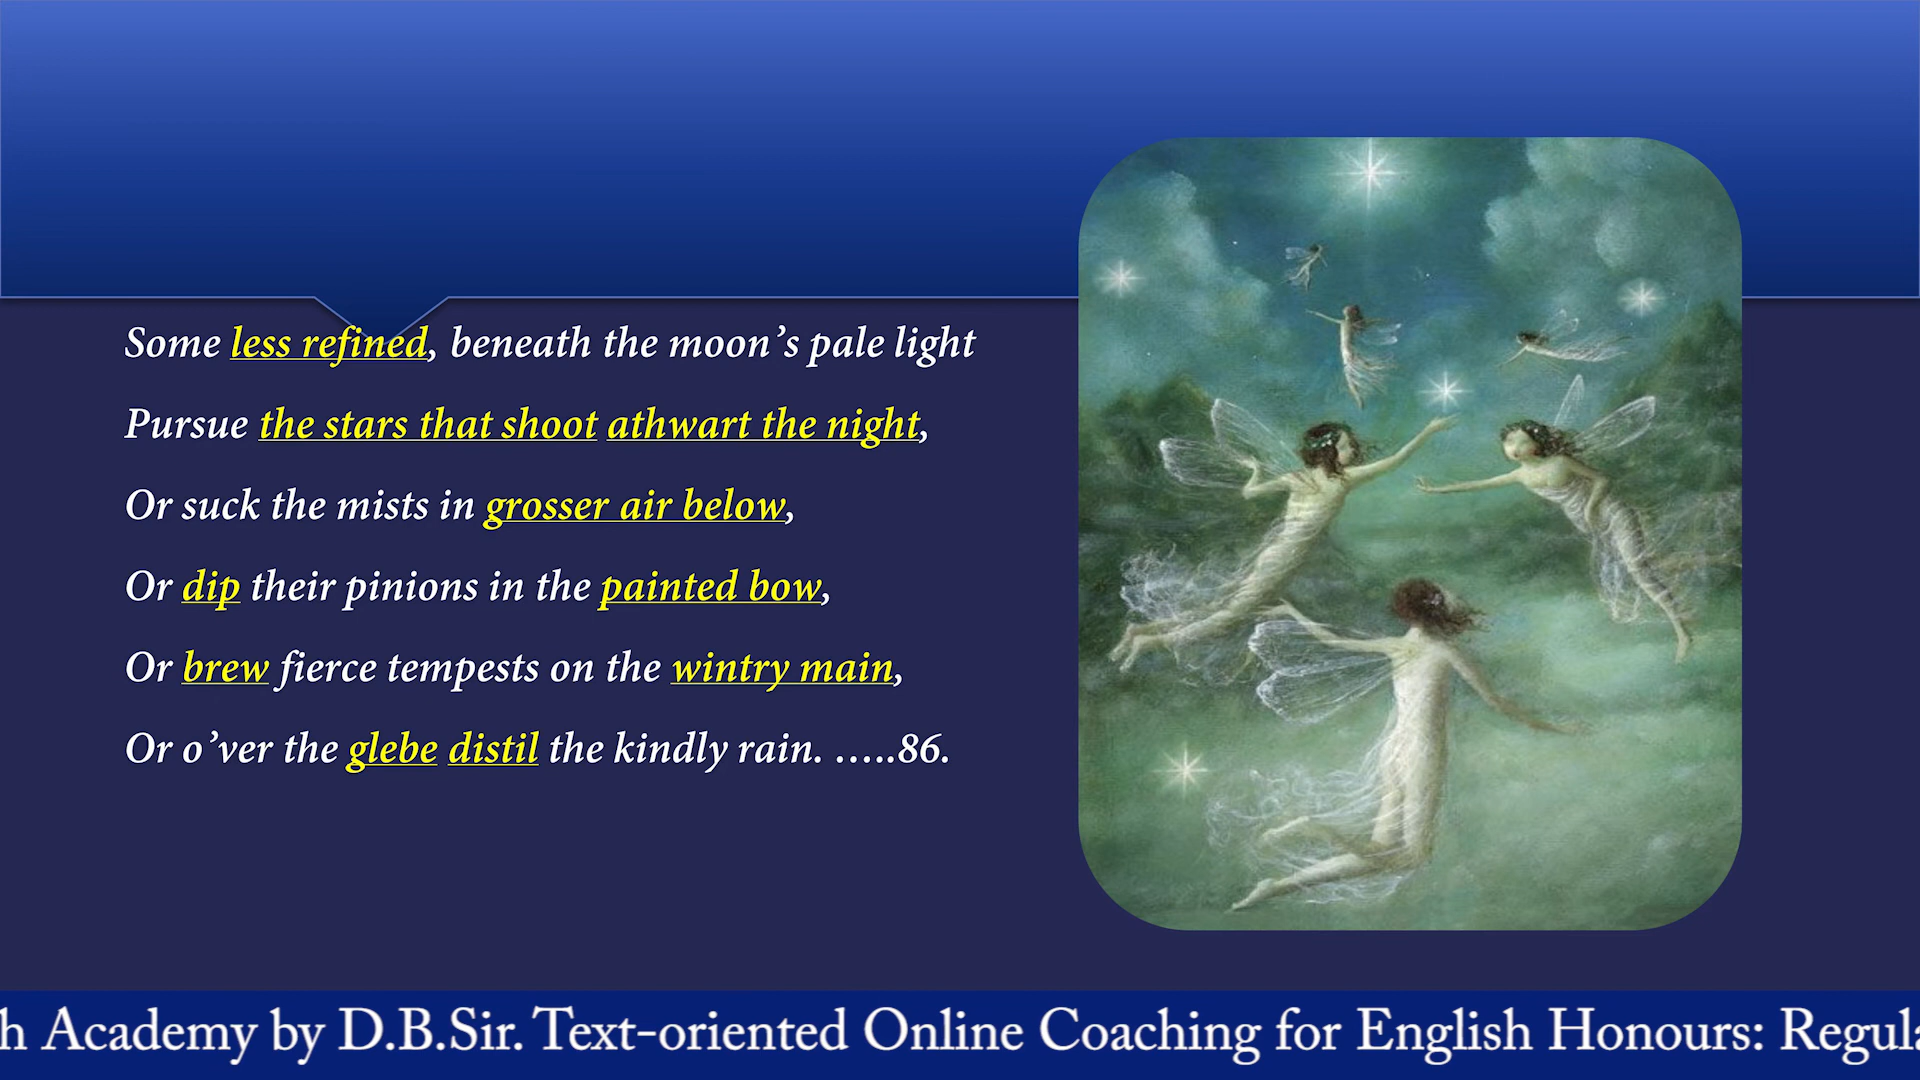 Some less refined, beneath the moon’s pale light
Pursue the stars that shoot athwart the night,
Or suck the mists in grosser air below,
Or dip their pinions in the painted bow,
Or brew fierce tempests on the wintry main,
Or o’ver the glebe distil the kindly rain. …..86.
h Academy by D.B.Sir. Text-oriented Online Coaching for English Honours: Regula